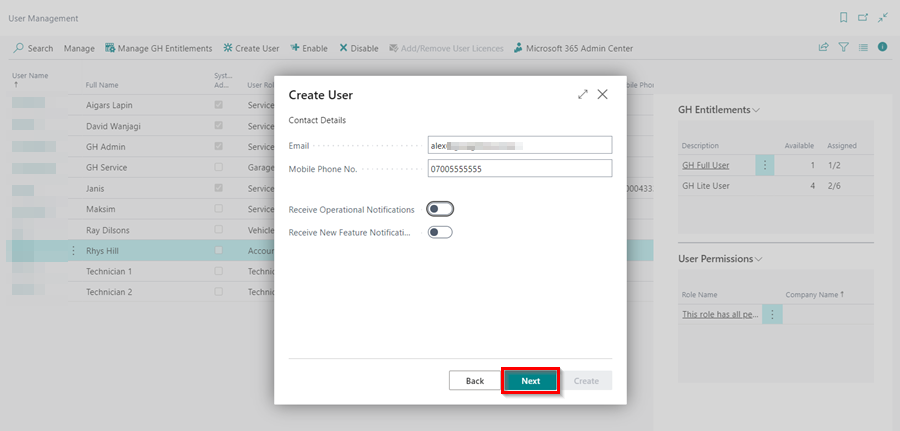 User Management
Search Manage Manage GH Entitlements Create User Enable Disable Add/Remove User Licences Microsoft 365 Admin Center
User Name ↑ Full Name Syst... Ad... User Rol Mobile Phon
Aigars Lapin Service
David Wanjagi Service
GH Admin Service
GH Service Garage
Janis Service 0004333
Maksim Service
Ray Dilsons Vehicle
Rhys Hill Accour
Technician 1 Technic
Technician 2 Technic
Create User
Contact Details
Email alex
Mobile Phone No. 07005555555
Receive Operational Notifications
Receive New Feature Notificati...
Back Next Create
GH Entitlements
Description Available Assigned
GH Full User 1 1/2
GH Lite User 4 2/6
User Permissions
Role Name Company Name ↑
This role has all pe...